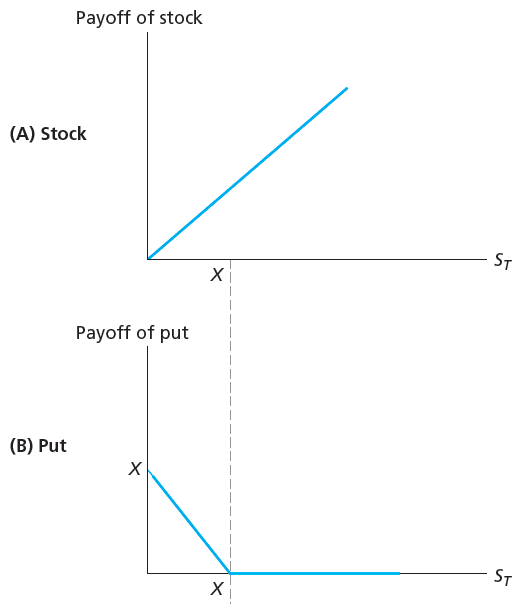 Payoff of stock
(A) Stock
X
S_T
Payoff of put
(B) Put
X
X
S_T